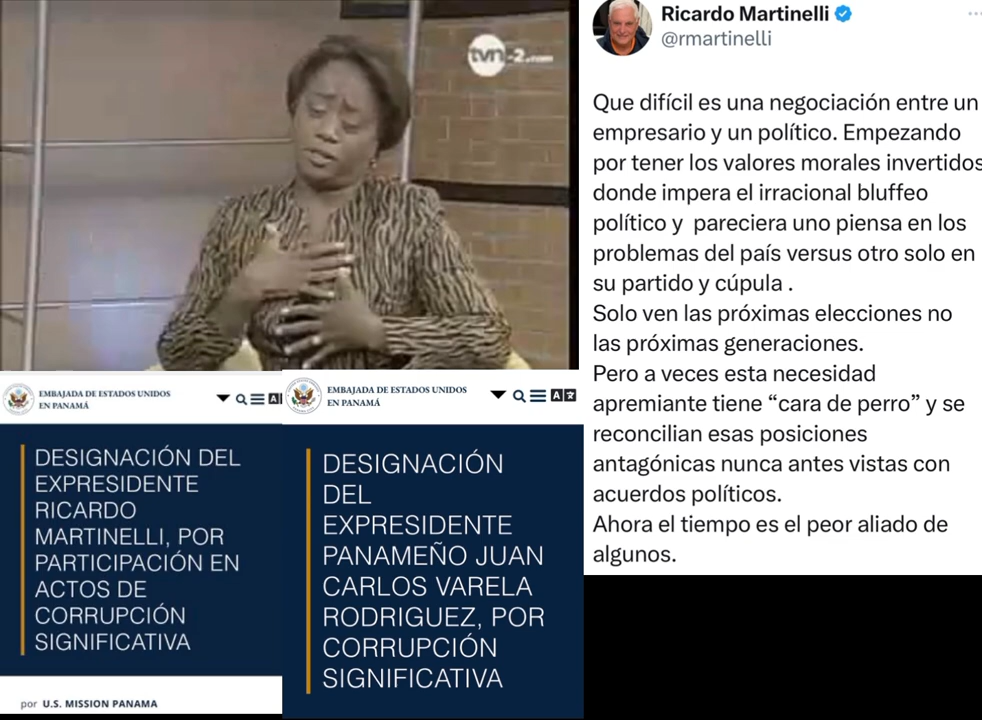 tvn-2.com
Ricardo Martinelli
@rmartinelli
Que difícil es una negociación entre un
empresario y un político. Empezando
por tener los valores morales invertidos
donde impera el irracional bluffeo
político y pareciera uno piensa en los
problemas del país versus otro solo en
su partido y cúpula .
Solo ven las próximas elecciones no
las próximas generaciones.
Pero a veces esta necesidad
apremiante tiene “cara de perro” y se
reconcilian esas posiciones
antagónicas nunca antes vistas con
acuerdos políticos.
Ahora el tiempo es el peor aliado de
algunos.
EMBAJADA DE ESTADOS UNIDOS
EN PANAMÁ
DESIGNACIÓN DEL
EXPRESIDENTE
RICARDO
MARTINELLI, POR
PARTICIPACIÓN EN
ACTOS DE
CORRUPCIÓN
SIGNIFICATIVA
por U.S. MISSION PANAMA
EMBAJADA DE ESTADOS UNIDOS
EN PANAMÁ
DESIGNACIÓN
DEL
EXPRESIDENTE
PANAMEÑO JUAN
CARLOS VARELA
RODRIGUEZ, POR
CORRUPCIÓN
SIGNIFICATIVA